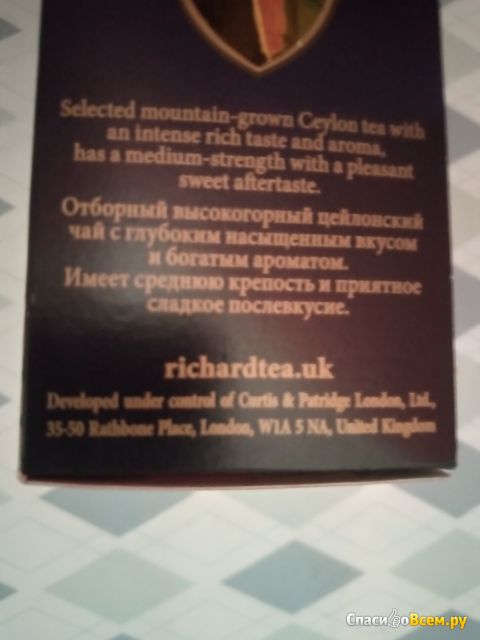 Selected mountain-grown Ceylon tea with
an intense rich taste and aroma,
has a medium-strength with a pleasant
sweet aftertaste.
Отборный высокогорный цейлонский
чай с глубоким насыщенным вкусом
и богатым ароматом.
Имеет среднюю крепость и приятное
сладкое послевкусие.
richardtea.uk
Developed under control of Curtis & Patridge London, Ltd.,
35-50 Rathbone Place, London, W1A 5 NA, United Kingdom
СпасибоВсем.ру